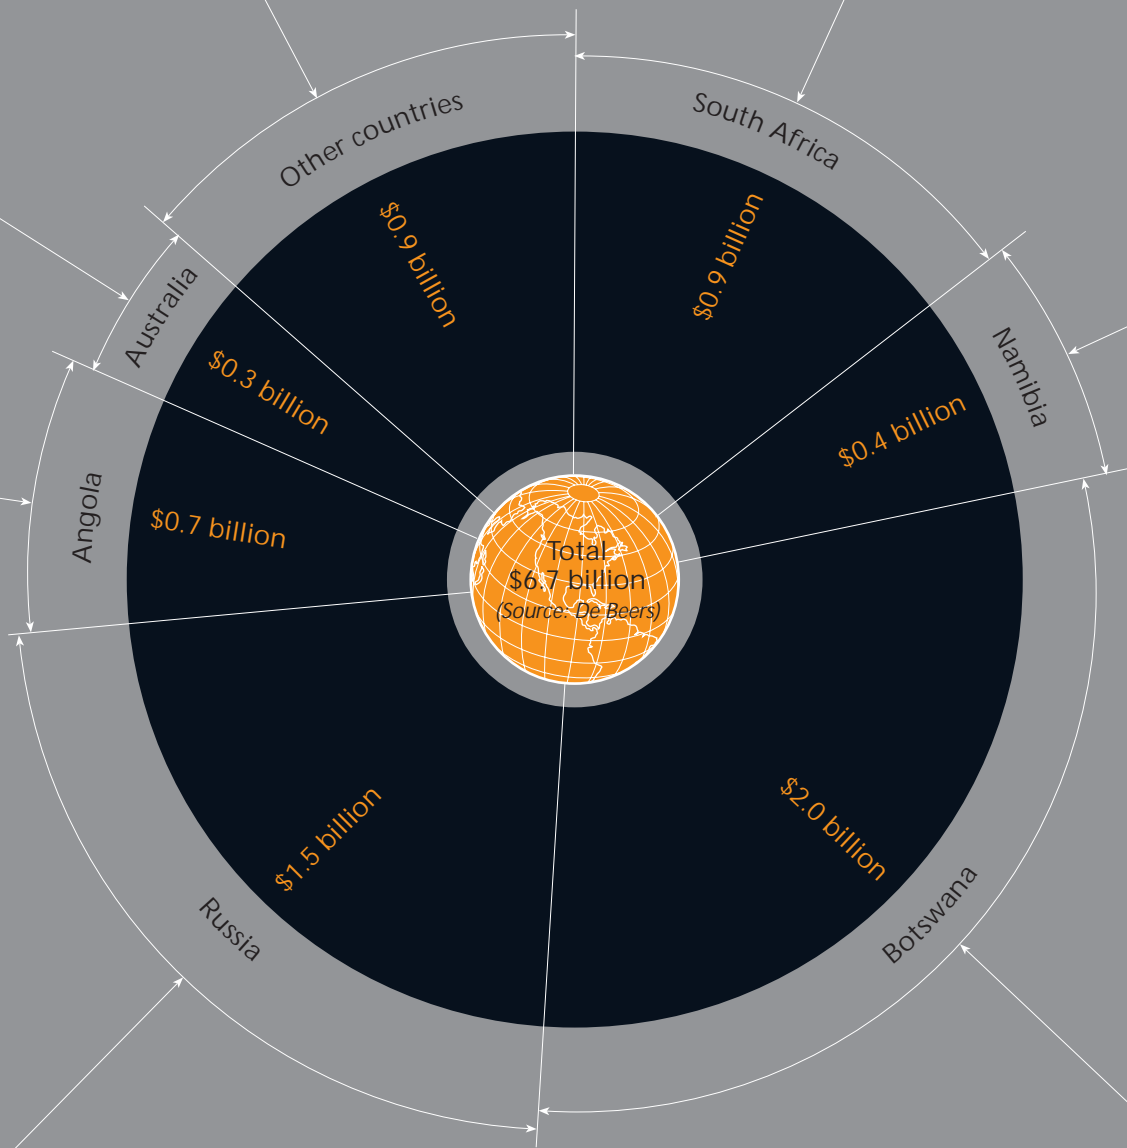 Other countries
$0.9 billion
South Africa
$0.9 billion
Namibia
$0.4 billion
Botswana
$2.0 billion
Russia
$1.5 billion
Angola
$0.7 billion
Australia
$0.3 billion
Total
$6.7 billion
(Source: De Beers)